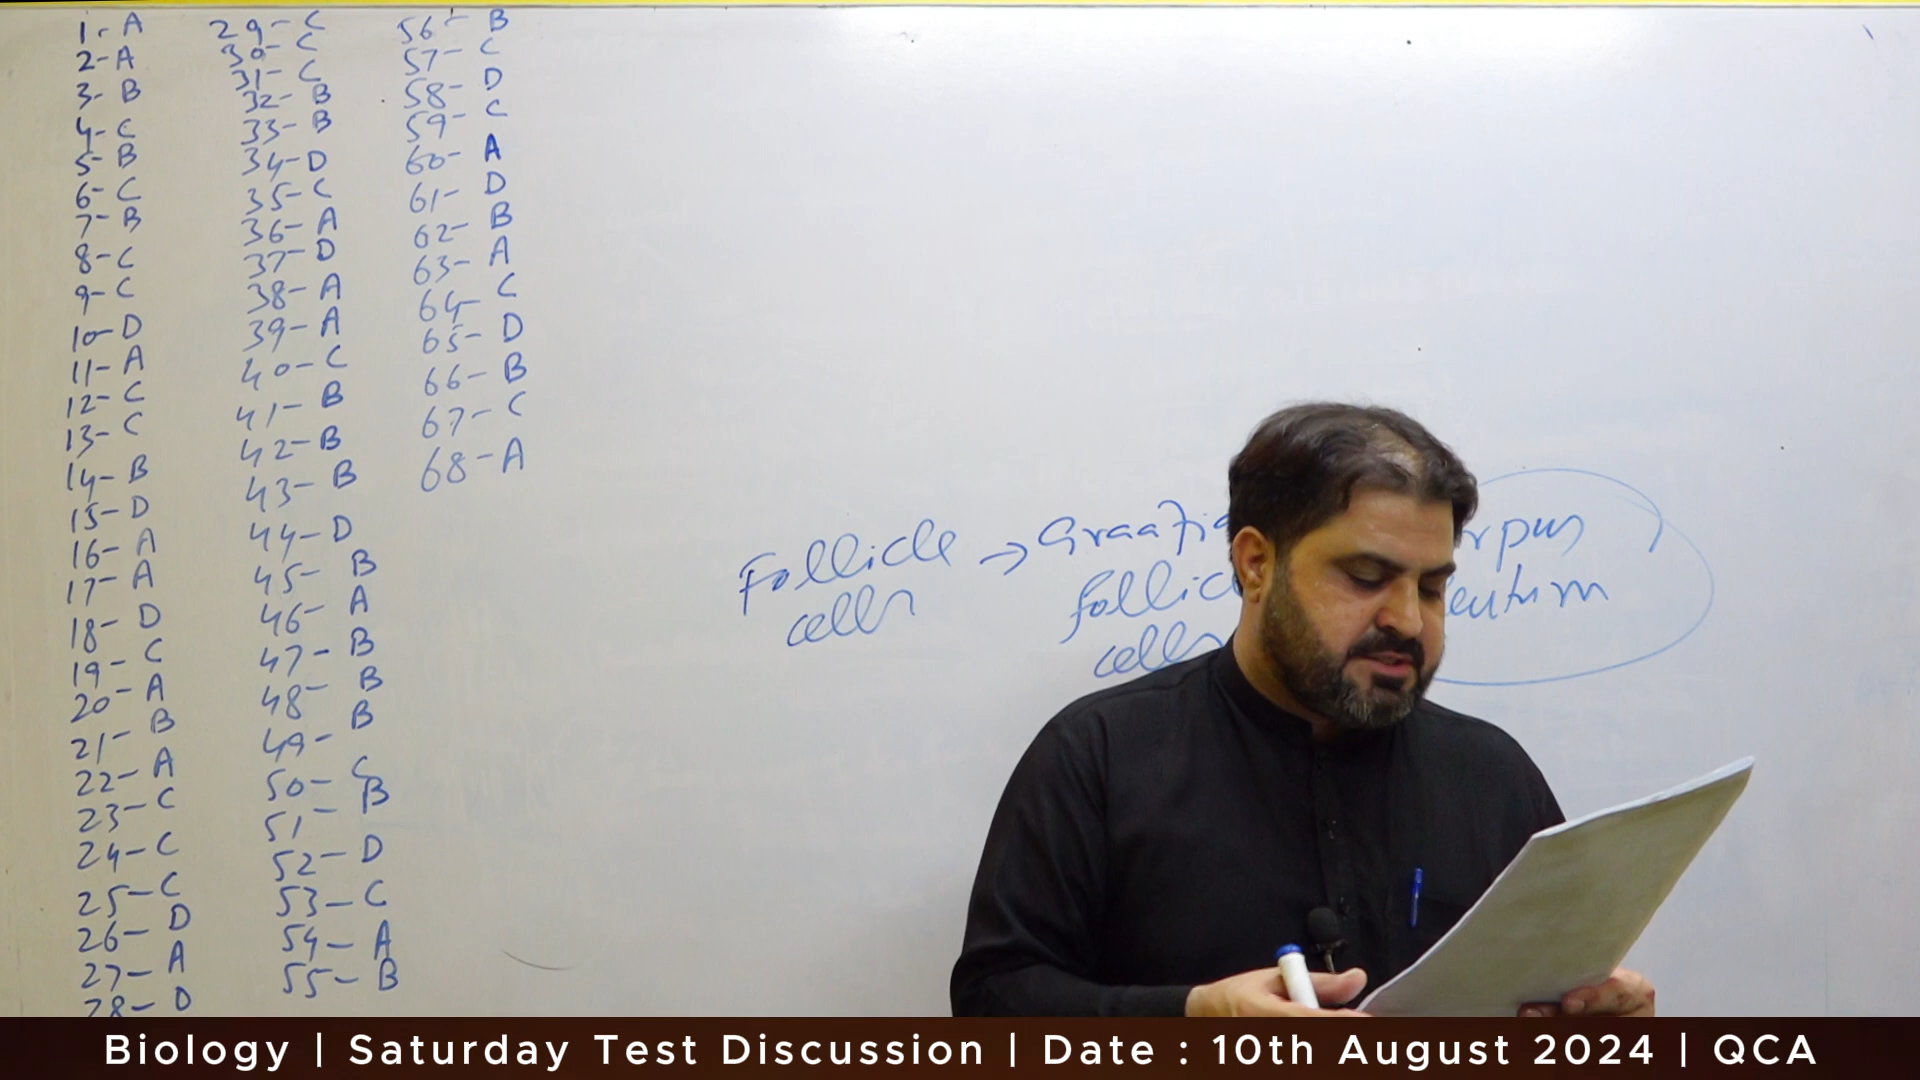 1- A
2- A
3- B
4- C
5- B
6- C
7- B
8- C
9- C
10- D
11- A
12- C
13- C
14- B
15- D
16- A
17- A
18- D
19- C
20- A
21- B
22- A
23- C
24- C
25- C
26- D
27- A
28- D
29- C
30- C
31- C
32- B
33- B
34- D
35- C
36- A
37- D
38- A
39- A
40- C
41- B
42- B
43- B
44- D
45- B
46- A
47- B
48- B
49- B
50- C
51- B
52- D
53- C
54- A
55- B
56- B
57- C
58- D
59- C
60- A
61- D
62- B
63- A
64- C
65- D
66- B
67- C
68- A
Follicle → 
cells
cells
Biology | Saturday Test Discussion | Date : 10th August 2024 | QCA